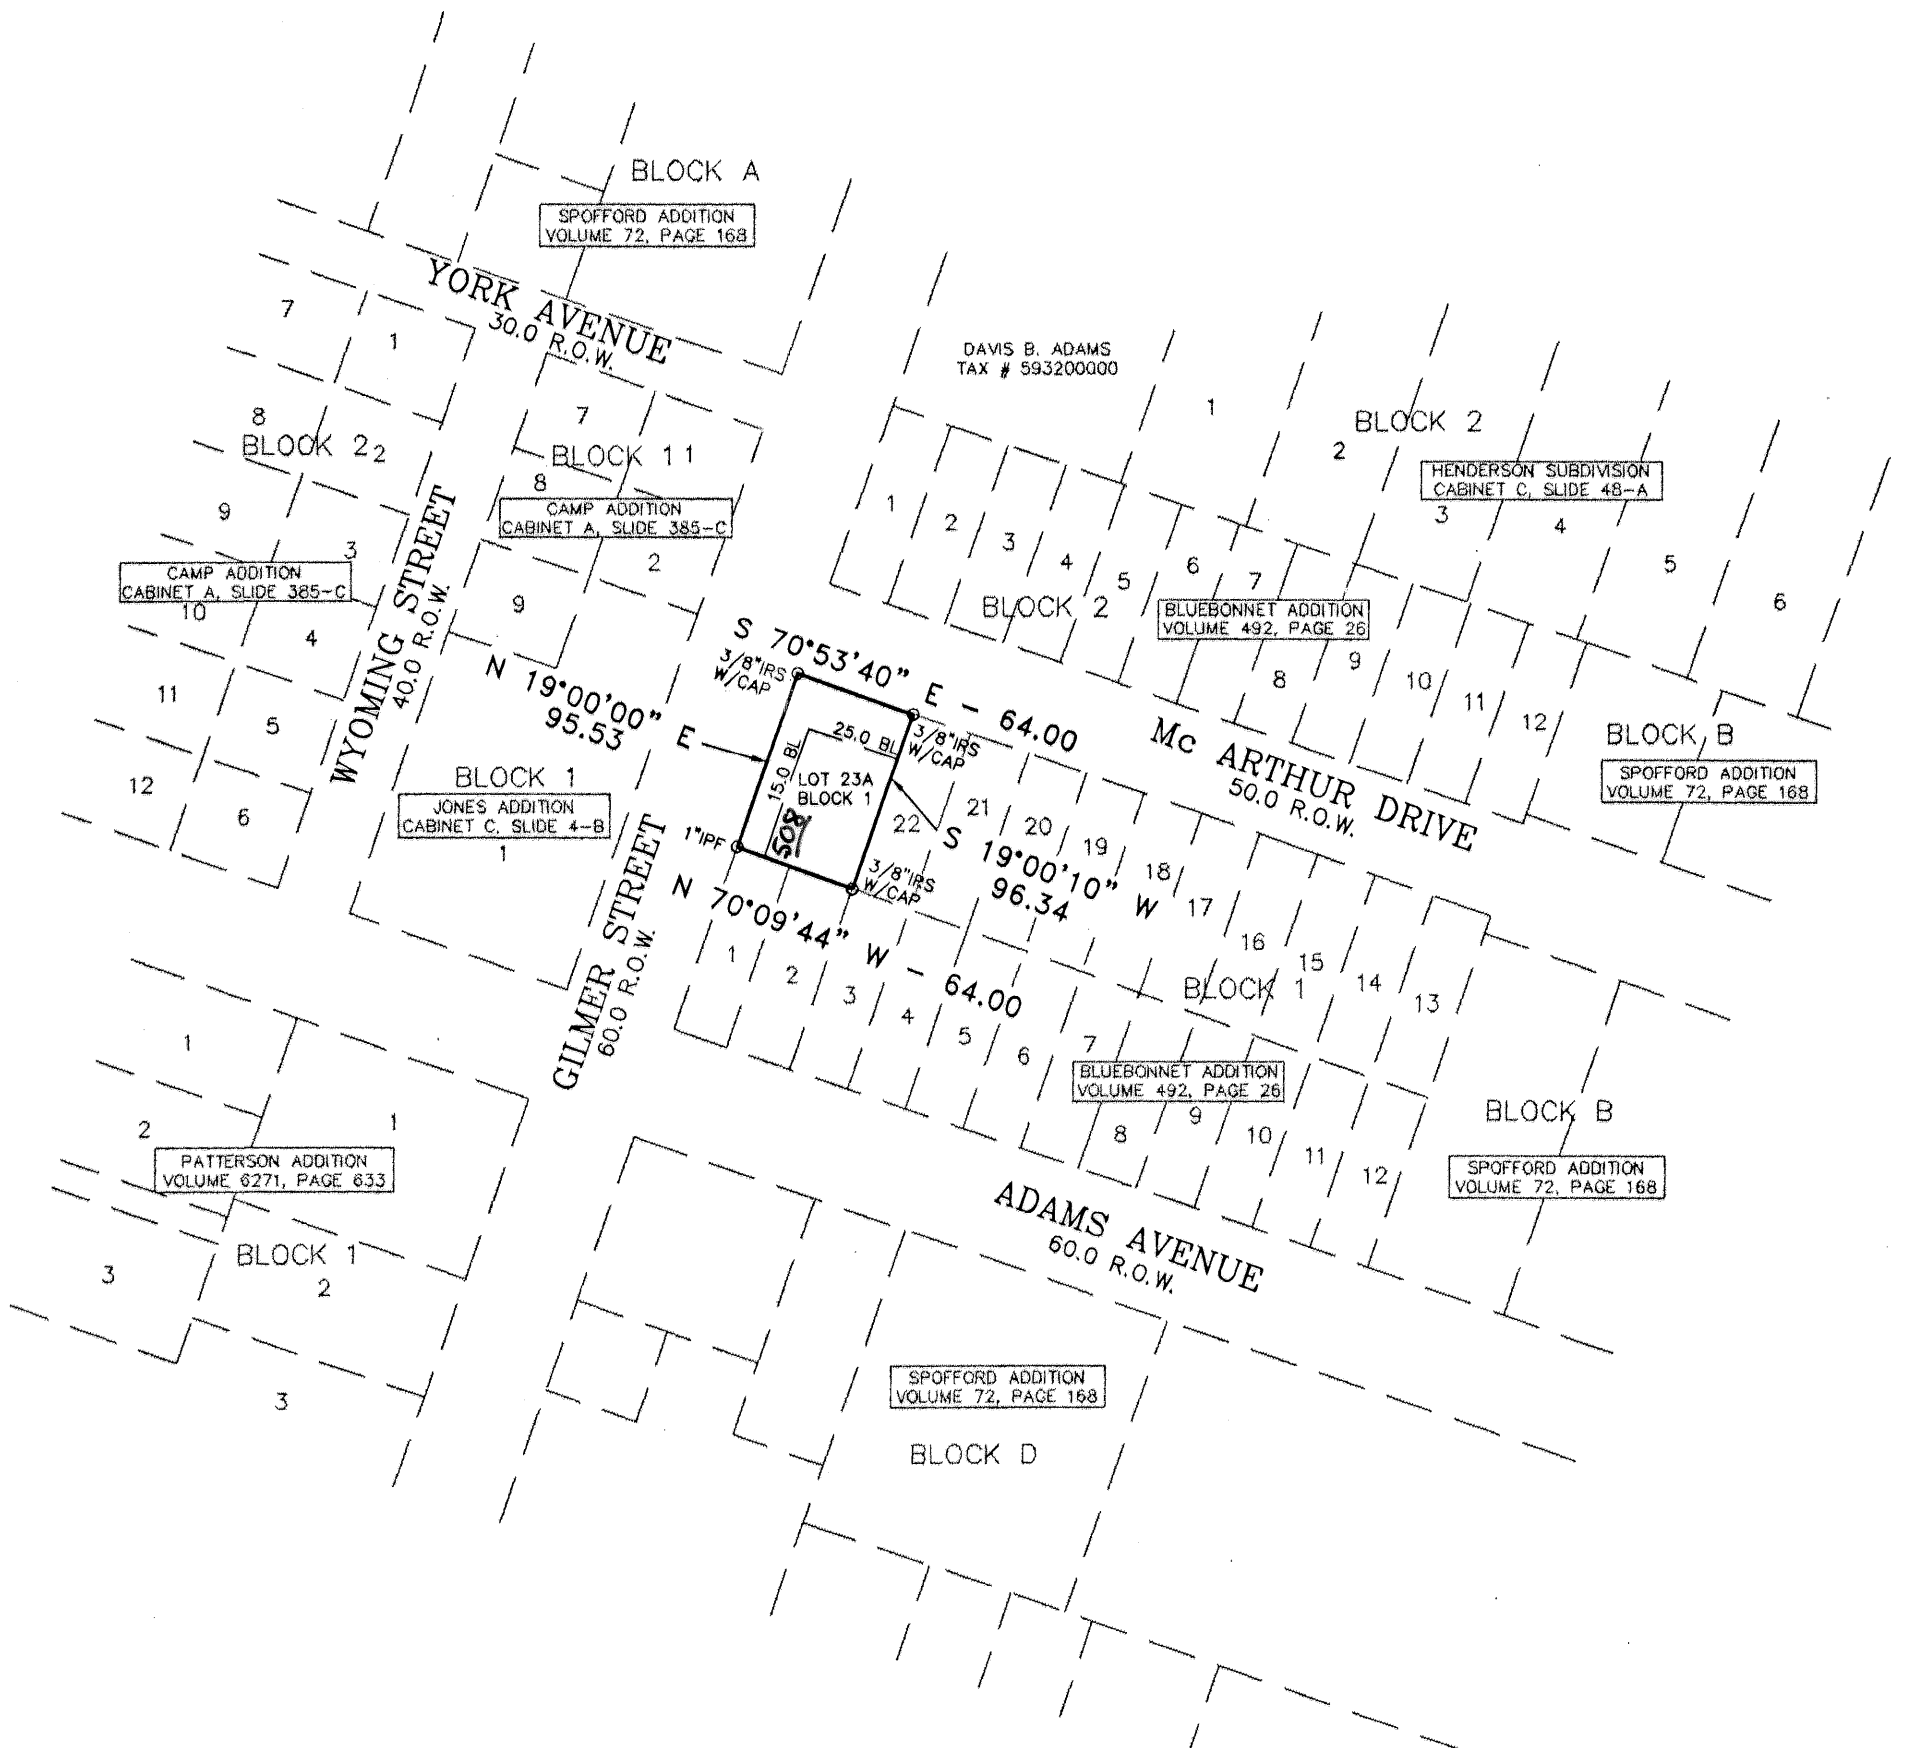 BLOCK A
SPOFFORD ADDITION
VOLUME 72, PAGE 168
YORK AVENUE
30.0 R.O.W.
7
1
8
BLOCK 2
2
9
3
CAMP ADDITION
CABINET A, SLIDE 385-C
10
4
11
5
12
6
WYOMING STREET
40.0 R.O.W.
7
BLOCK 1
1
8
CAMP ADDITION
CABINET A, SLIDE 385-C
2
9
DAVIS B. ADAMS
TAX # 593200000
1
2
BLOCK 2
HENDERSON SUBDIVISION
CABINET C, SLIDE 48-A
3
4
5
6
1
2
3
4
5
6
7
BLOCK 2
BLUEBONNET ADDITION
VOLUME 492, PAGE 26
8
9
10
11
12
BLOCK B
SPOFFORD ADDITION
VOLUME 72, PAGE 168
Mc ARTHUR DRIVE
50.0 R.O.W.
S 70°53'40" E - 64.00
3/8"IRS
W/CAP
N 19°00'00" E
95.53
3/8"IRS
W/CAP
25.0 BL
15.0 BL
LOT 23A
BLOCK 1
508
1"IPF
3/8"IRS
W/CAP
S 19°00'10" W
96.34
N 70°09'44" W - 64.00
BLOCK 1
JONES ADDITION
CABINET C, SLIDE 4-B
1
GILMER STREET
60.0 R.O.W.
22
21
20
19
18
17
16
15
14
13
BLOCK 1
1
2
3
4
5
6
7
BLUEBONNET ADDITION
VOLUME 492, PAGE 26
8
9
10
11
12
BLOCK B
SPOFFORD ADDITION
VOLUME 72, PAGE 168
ADAMS AVENUE
60.0 R.O.W.
1
2
1
PATTERSON ADDITION
VOLUME 6271, PAGE 633
BLOCK 1
3
2
3
SPOFFORD ADDITION
VOLUME 72, PAGE 168
BLOCK D